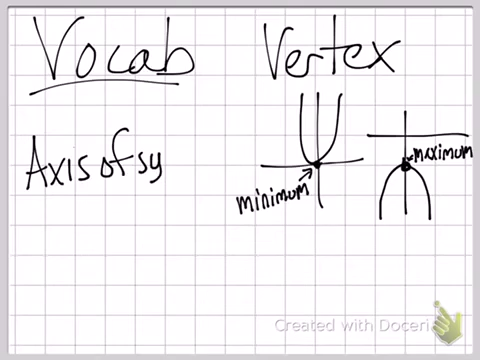 Vocab
Vertex
minimum
maximum
Axis of sy
Created with Doceri